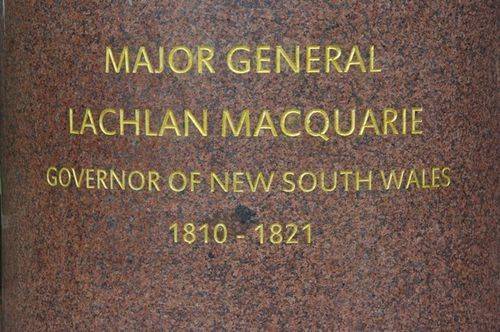 MAJOR GENERAL
LACHLAN MACQUARIE
GOVERNOR OF NEW SOUTH WALES
1810 - 1821